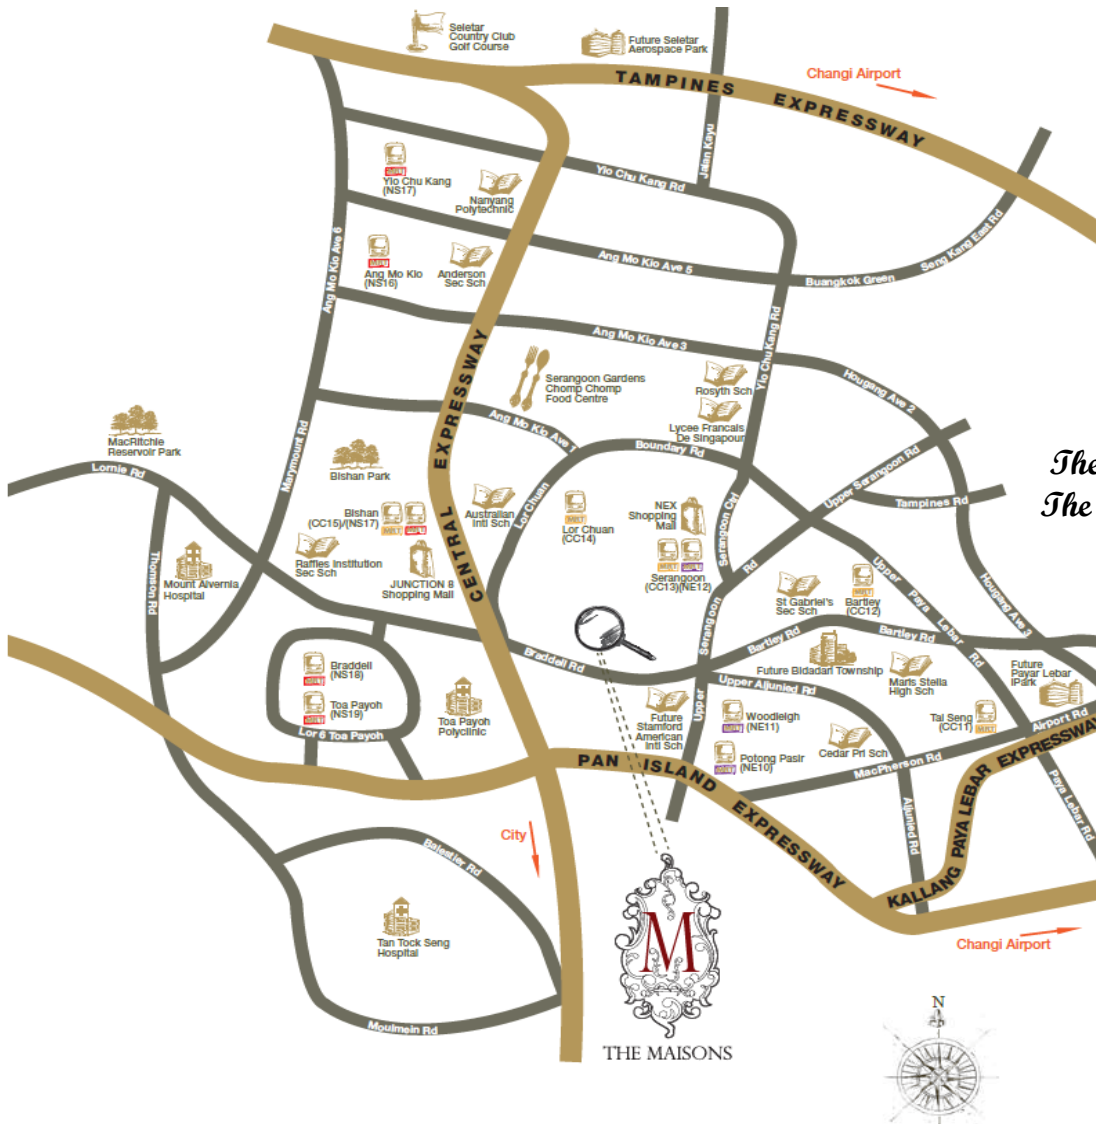 Seletar
Country Club
Golf Course
Future Seletar
Aerospace Park
Changi Airport
TAMPINES EXPRESSWAY
Jalan Kayu
Yio Chu Kang
(NS17)
Nanyang
Polytechnic
Yio Chu Kang Rd
Ang Mo Kio Ave 6
Ang Mo Kio
(NS16)
Anderson
Sec Sch
Ang Mo Kio Ave 5
Buangkok Green
Seng Kang East Rd
Yio Chu Kang Rd
Ang Mo Kio Ave 3
Hougang Ave 2
CENTRAL EXPRESSWAY
Serangoon Gardens
Chomp Chomp
Food Centre
Rosyth Sch
Lycee Francais
De Singapour
Ang Mo Kio Ave 1
Boundary Rd
Upper Serangoon Rd
MacRitchie
Reservoir Park
Lornie Rd
Marymount Rd
Bishan Park
Tampines Rd
The
The
Bishan
(CC15)/(NS17)
Australian
Intl Sch
Lor Chuan
Lor Chuan
(CC14)
NEX
Shopping
Mall
Serangoon Ctrl
Raffles Institution
Sec Sch
JUNCTION 8
Shopping Mall
Serangoon
(CC13)(NE12)
Thomson Rd
Mount Alvernia
Hospital
St Gabriel's
Sec Sch
Bartley
(CC12)
Upper Paya Lebar Rd
Hougang Ave 3
Upper Serangoon Rd
Bartley Rd
Bartley Rd
Braddell Rd
Braddell
(NS18)
Toa Payoh
(NS19)
Lor 6 Toa Payoh
Toa Payoh
Polyclinic
Future Bidadari Township
Maris Stella
High Sch
Future
Payar Lebar
iPark
Upper Aljunied Rd
Future
Stamford
American
Intl Sch
Woodleigh
(NE11)
Potong Pasir
(NE10)
Cedar Pri Sch
Tai Seng
(CC11)
Airport Rd
MacPherson Rd
PAN ISLAND EXPRESSWAY
KALLANG PAYA LEBAR EXPRESSWAY
Aljunied Rd
Paya Lebar Rd
City
Balestier Rd
Tan Tock Seng
Hospital
Moulmein Rd
Changi Airport
M
THE MAISONS
N